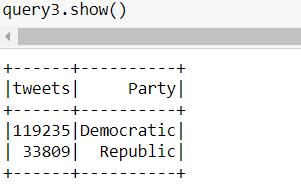 query3.show()
+------+----------+
|tweets|     Party|
+------+----------+
|119235|Democratic|
| 33809|  Republic|
+------+----------+